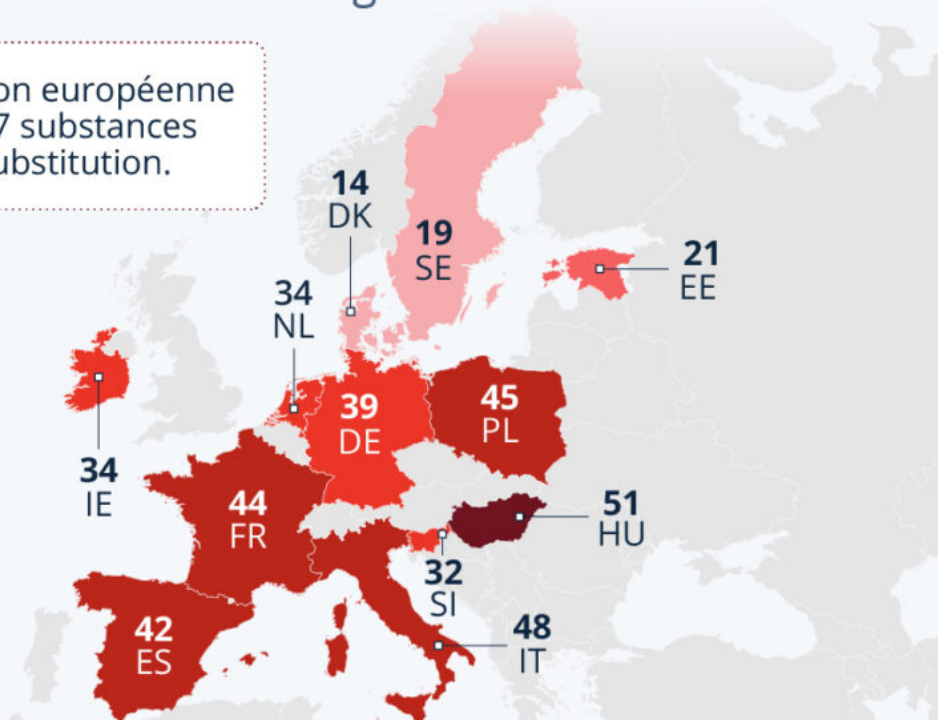 on européenne
7 substances
ubstitution.
14
DK
19
SE
21
EE
34
NL
39
DE
45
PL
34
IE
44
FR
51
HU
32
SI
42
ES
48
IT